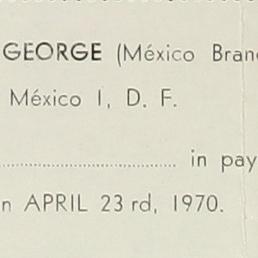 GEORGE (México Bran
México 1, D. F.
in pay
n APRIL 23 rd, 1970.